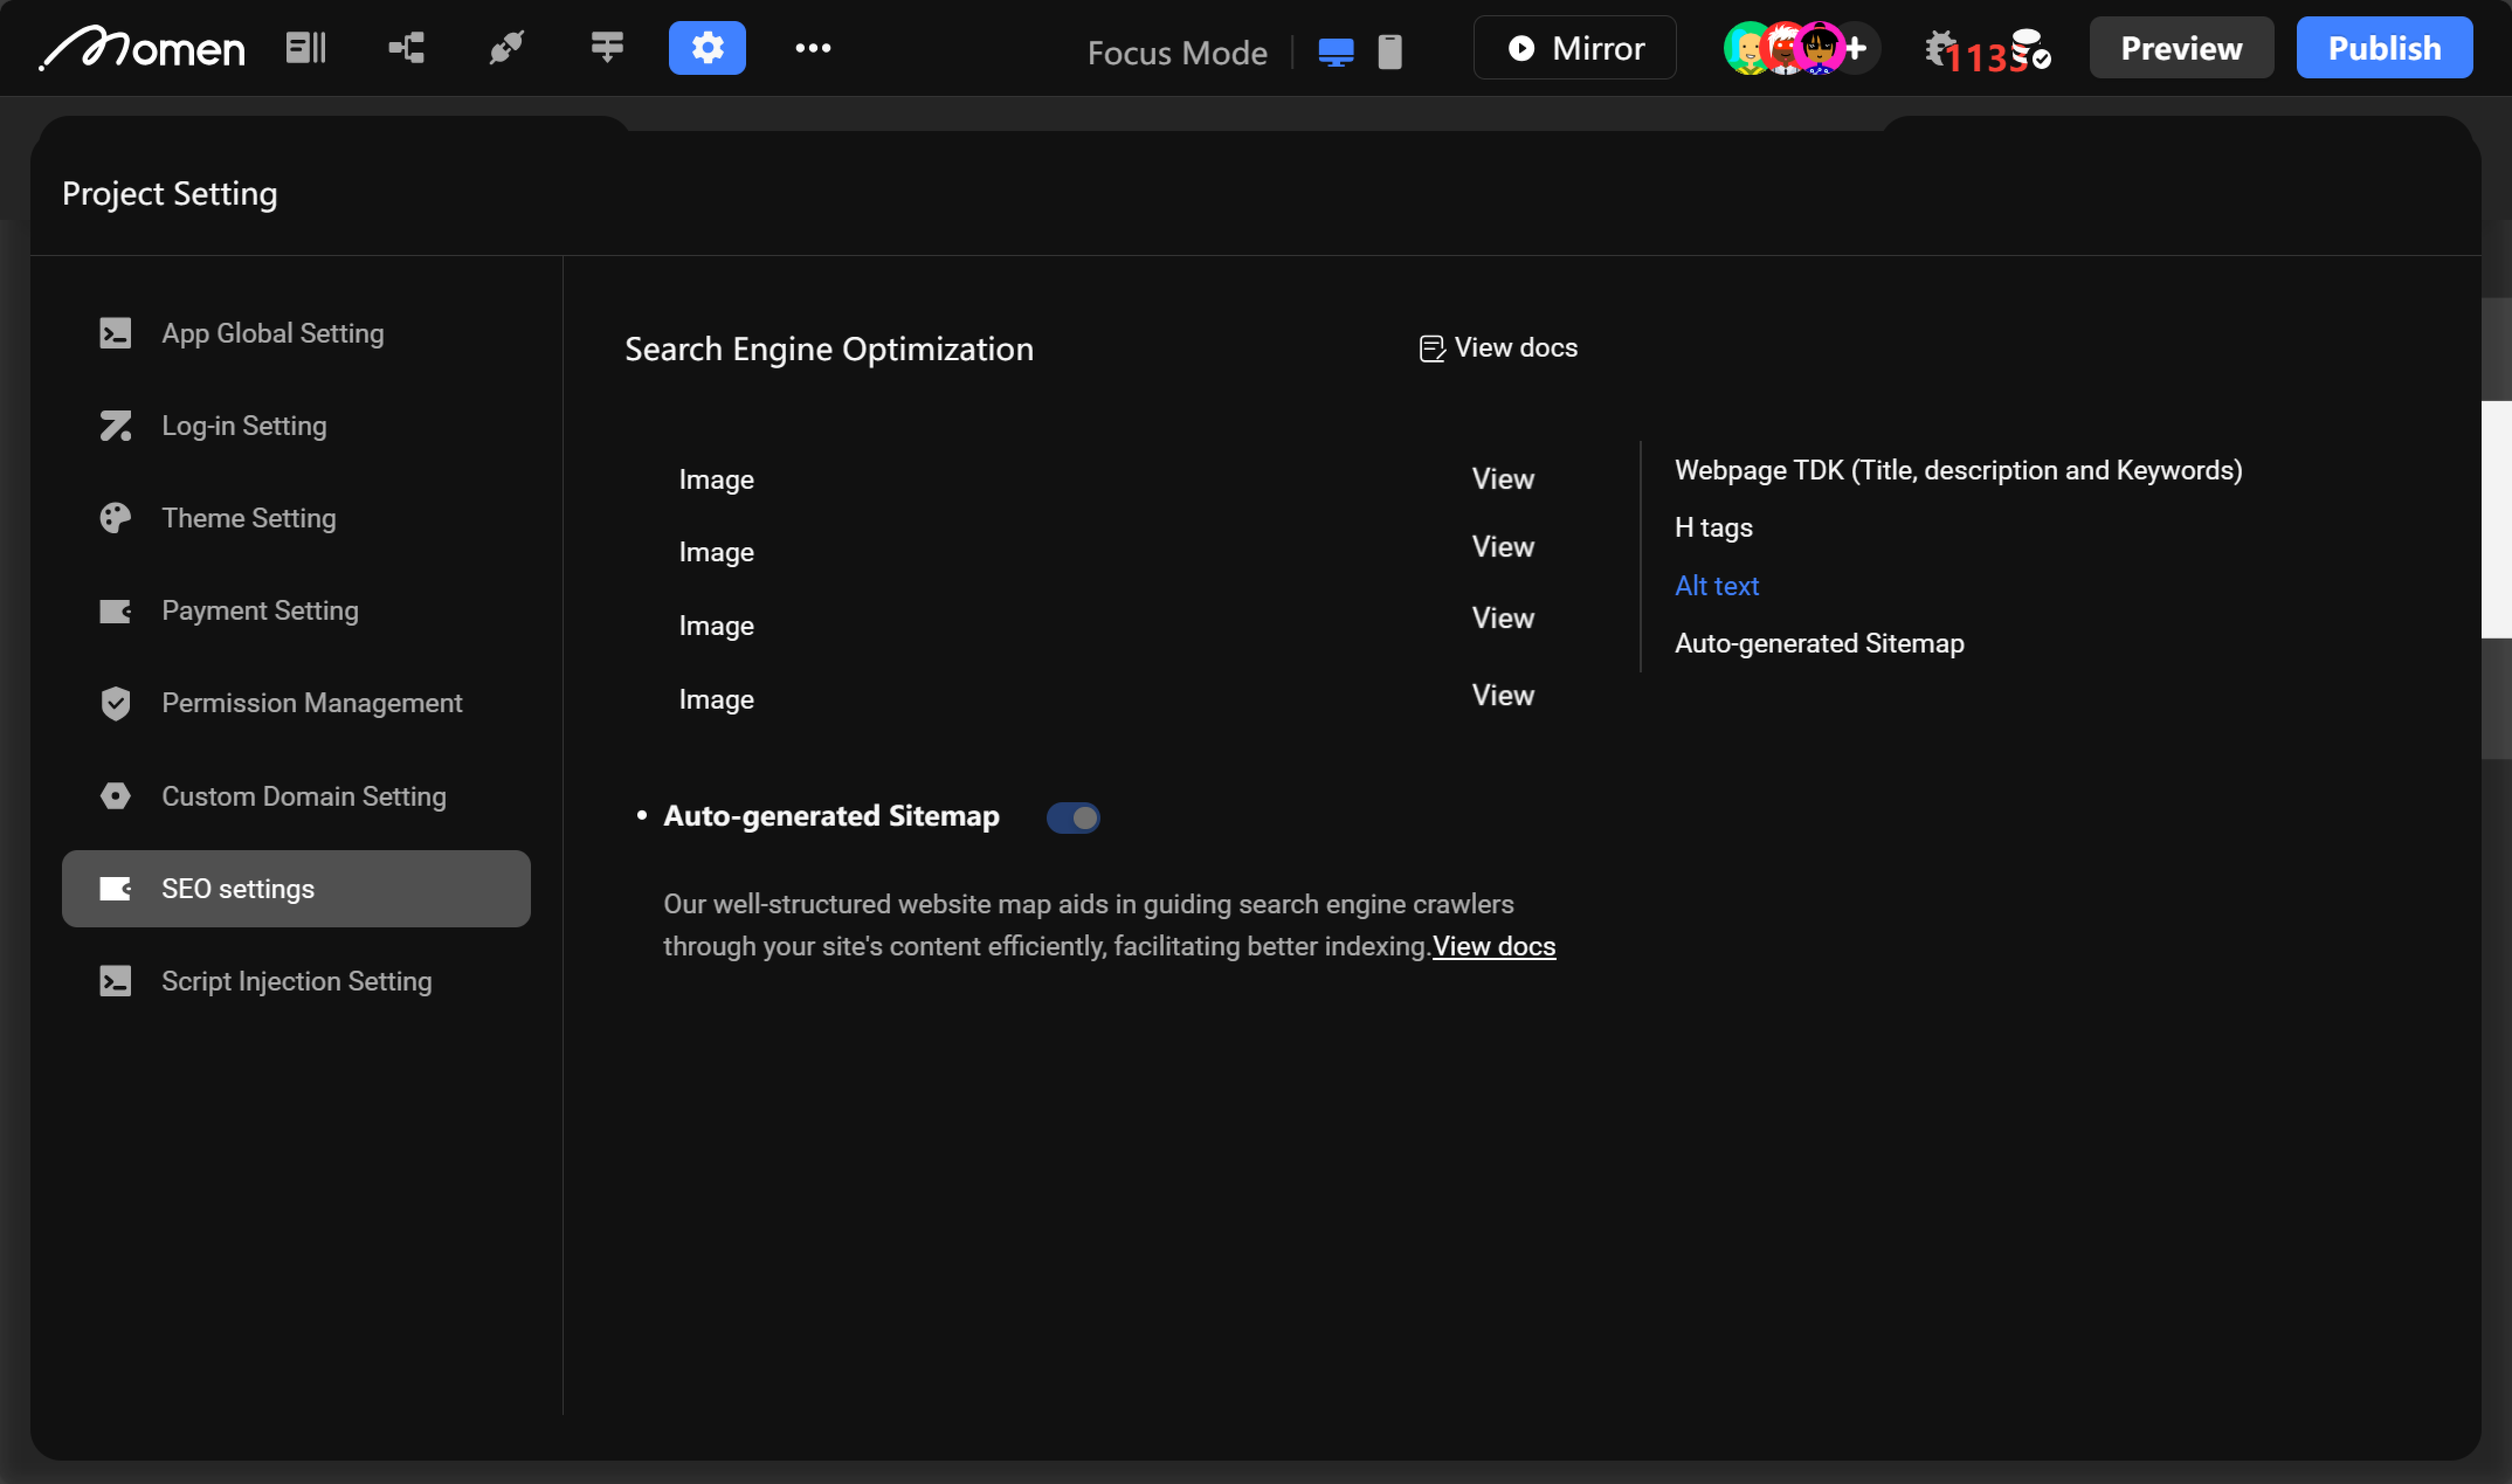 Momen
Focus Mode
Mirror
Preview
Publish
Project Setting
App Global Setting
Log-in Setting
Theme Setting
Payment Setting
Permission Management
Custom Domain Setting
SEO settings
Script Injection Setting
Search Engine Optimization
View docs
Image View
Image View
Image View
Image View
• Auto-generated Sitemap
Our well-structured website map aids in guiding search engine crawlers
through your site's content efficiently, facilitating better indexing.View docs
Webpage TDK (Title, description and Keywords)
H tags
Alt text
Auto-generated Sitemap